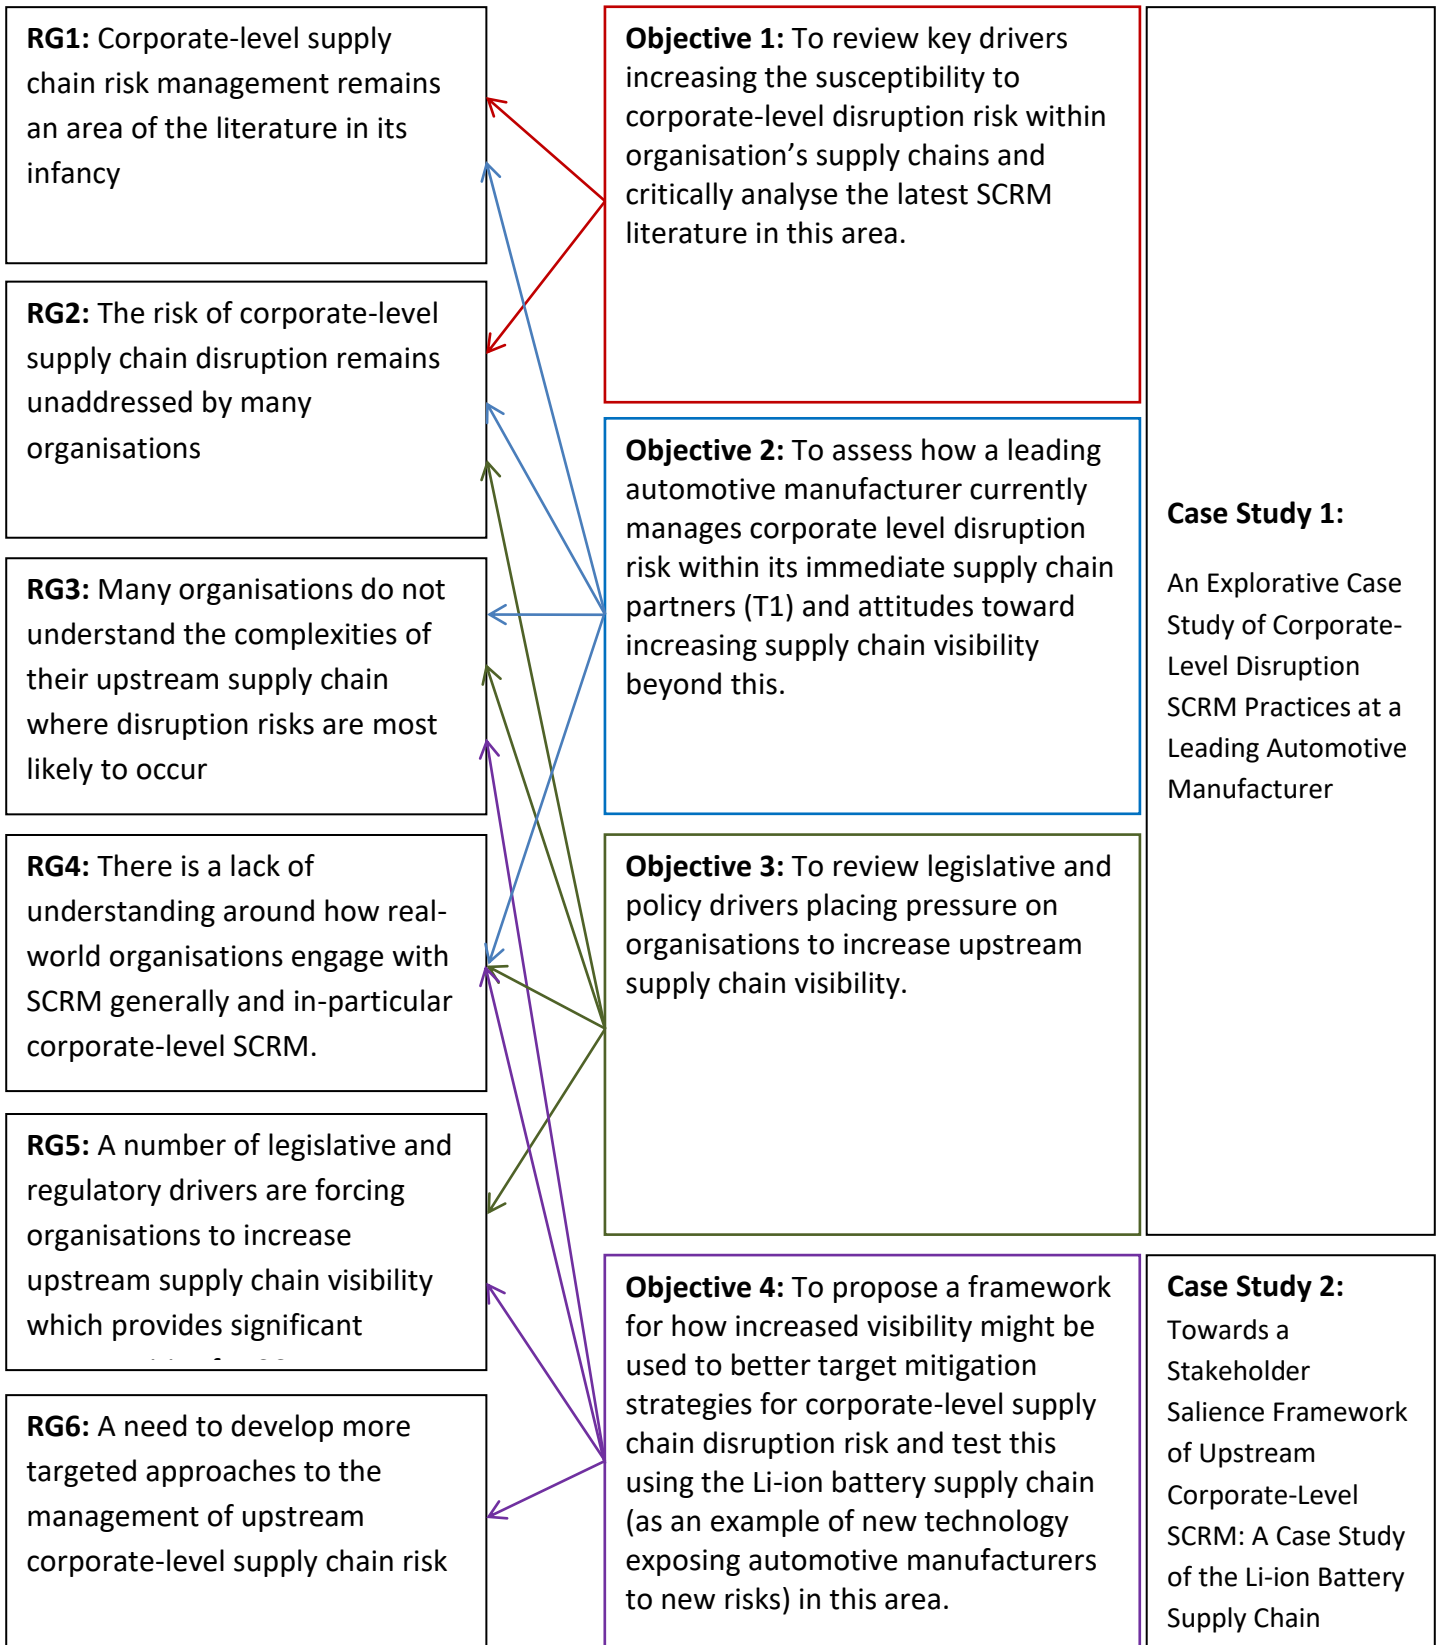 RG1: Corporate-level supply
chain risk management remains
an area of the literature in its
infancy
RG2: The risk of corporate-level
supply chain disruption remains
unaddressed by many
organisations
RG3: Many organisations do not
understand the complexities of
their upstream supply chain
where disruption risks are most
likely to occur
RG4: There is a lack of
understanding around how real-
world organisations engage with
SCRM generally and in-particular
corporate-level SCRM.
RG5: A number of legislative and
regulatory drivers are forcing
organisations to increase
upstream supply chain visibility
which provides significant
RG6: A need to develop more
targeted approaches to the
management of upstream
corporate-level supply chain risk
Objective 1: To review key drivers
increasing the susceptibility to
corporate-level disruption risk within
organisation’s supply chains and
critically analyse the latest SCRM
literature in this area.
Objective 2: To assess how a leading
automotive manufacturer currently
manages corporate level disruption
risk within its immediate supply chain
partners (T1) and attitudes toward
increasing supply chain visibility
beyond this.
Objective 3: To review legislative and
policy drivers placing pressure on
organisations to increase upstream
supply chain visibility.
Objective 4: To propose a framework
for how increased visibility might be
used to better target mitigation
strategies for corporate-level supply
chain disruption risk and test this
using the Li-ion battery supply chain
(as an example of new technology
exposing automotive manufacturers
to new risks) in this area.
Case Study 1:
An Explorative Case
Study of Corporate-
Level Disruption
SCRM Practices at a
Leading Automotive
Manufacturer
Case Study 2:
Towards a
Stakeholder
Salience Framework
of Upstream
Corporate-Level
SCRM: A Case Study
of the Li-ion Battery
Supply Chain